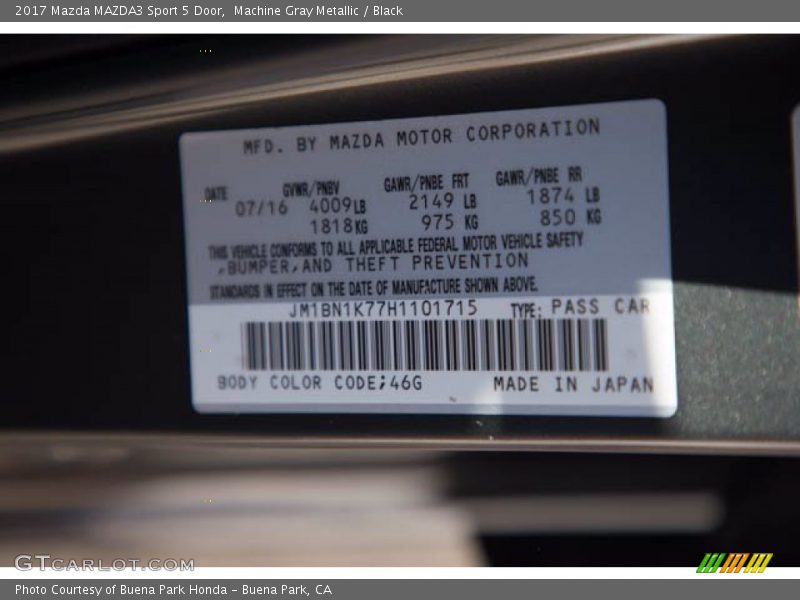 2017 Mazda MAZDA3 Sport 5 Door,  Machine Gray Metallic / Black
MFD. BY MAZDA MOTOR CORPORATION
DATE GVWR/PNBV GAWR/PNBE FRT GAWR/PNBE RR
07/16 4009LB 2149 LB 1874 LB
1818KG 975 KG 850 KG
THIS VEHICLE CONFORMS TO ALL APPLICABLE FEDERAL MOTOR VEHICLE SAFETY
,BUMPER,AND THEFT PREVENTION
STANDARDS IN EFFECT ON THE DATE OF MANUFACTURE SHOWN ABOVE.
JM1BN1K77H1101715 TYPE: PASS CAR
BODY COLOR CODE;46G MADE IN JAPAN
GTCARLOT.COM
Photo Courtesy of Buena Park Honda – Buena Park, CA